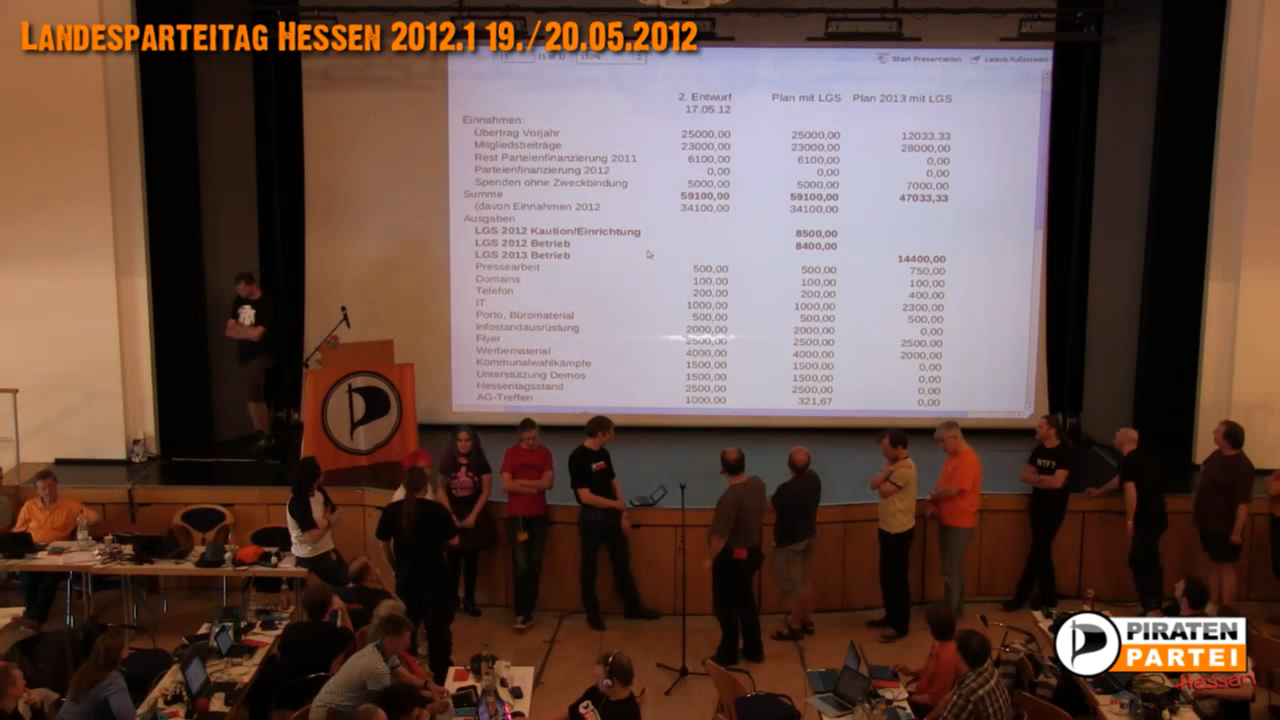 LANDESPARTEITAG HESSEN 2012.1 19./20.05.2012
Start Presentation Leave Fullscreen
2. Entwurf Plan mit LGS Plan 2013 mit LGS
17.05.12
Einnahmen:
Übertrag Vorjahr 25000,00 25000,00 12033,33
Mitgliedsbeiträge 23000,00 23000,00 28000,00
Rest Parteienfinanzierung 2011 6100,00 6100,00 0,00
Parteienfinanzierung 2012 0,00 0,00 0,00
Spenden ohne Zweckbindung 5000,00 5000,00 7000,00
Summe 59100,00 59100,00 47033,33
(davon Einnahmen 2012 34100,00 34100,00
Ausgaben
LGS 2012 Kaution/Einrichtung 8500,00
LGS 2012 Betrieb 8400,00
LGS 2013 Betrieb 14400,00
Pressearbeit 500,00 500,00 750,00
Domains 100,00 100,00 100,00
Telefon 200,00 200,00 400,00
IT 1000,00 1000,00 2300,00
Porto, Büromaterial 500,00 500,00 500,00
Infostandausrüstung 2000,00 2000,00 0,00
Flyer 2500,00 2500,00 2500,00
Werbematerial 4000,00 4000,00 2000,00
Kommunalwahlkämpfe 1500,00 1500,00 0,00
Unterstützung Demos 1500,00 1500,00 0,00
Hessentagsstand 2500,00 2500,00 0,00
AG-Treffen 1000,00 321,67 0,00
PIRATEN
PARTEI
Hessen